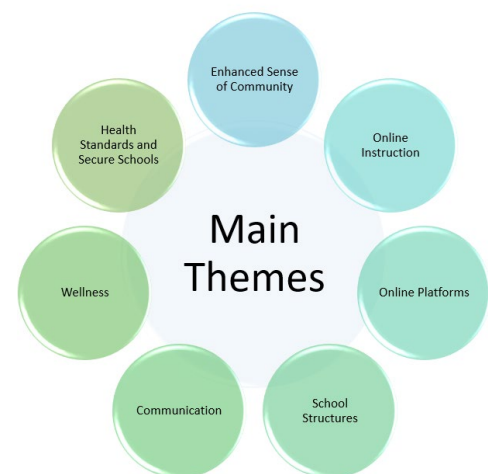 Main
Themes
Enhanced Sense
of Community
Online
Instruction
Online Platforms
School
Structures
Communication
Wellness
Health
Standards and
Secure Schools